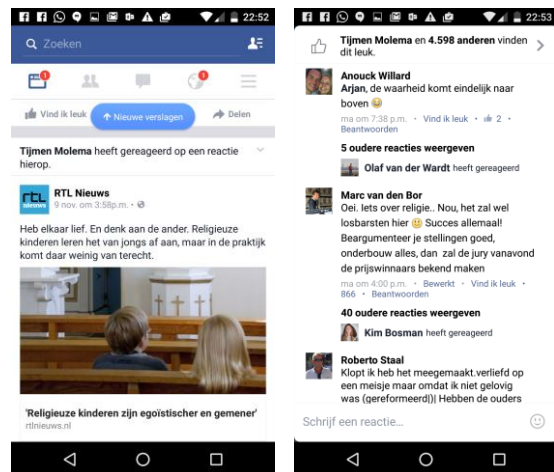 22:52
Zoeken
1
1
Vind ik leuk
Nieuwe verslagen
Delen
Tijmen Molema heeft gereageerd op een reactie
hierop.
rtl
nieuws
RTL Nieuws
9 nov. om 3:58p.m. •
Heb elkaar lief. En denk aan de ander. Religieuze
kinderen leren het van jongs af aan, maar in de praktijk
komt daar weinig van terecht.
'Religieuze kinderen zijn egoïstischer en gemener'
rtlnieuws.nl
22:53
Tijmen Molema en 4.598 anderen vinden
dit leuk.
Anouck Willard
Arjan, de waarheid komt eindelijk naar
boven 😄
ma om 7:38 p.m. • Vind ik leuk • 2 •
Beantwoorden
5 oudere reacties weergeven
Olaf van der Wardt heeft gereageerd
Marc van den Bor
Oei. Iets over religie.. Nou, het zal wel
losbarsten hier 🙂 Succes allemaal!
Beargumenteer je stellingen goed,
onderbouw alles, dan zal de jury vanavond
de prijswinnaars bekend maken
ma om 4:00 p.m. • Bewerkt • Vind ik leuk •
866 • Beantwoorden
40 oudere reacties weergeven
Kim Bosman heeft gereageerd
Roberto Staal
Klopt ik heb het meegemaakt.verliefd op
een meisje maar omdat ik niet gelovig
was (gereformeerd()| Hebben de ouders
Schrijf een reactie...